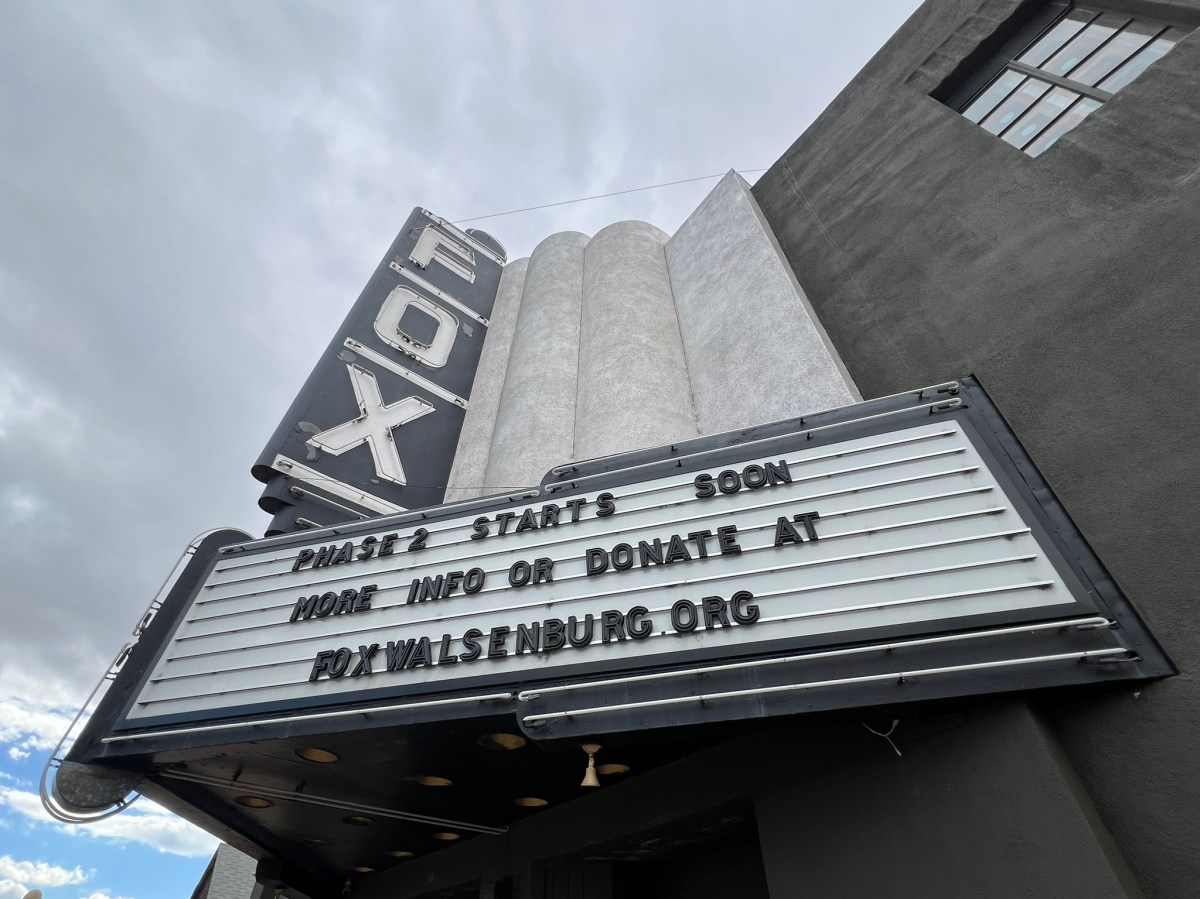 FOX
PHASE 2 STARTS SOON
MORE INFO OR DONATE AT
FOXWALSENBURG.ORG